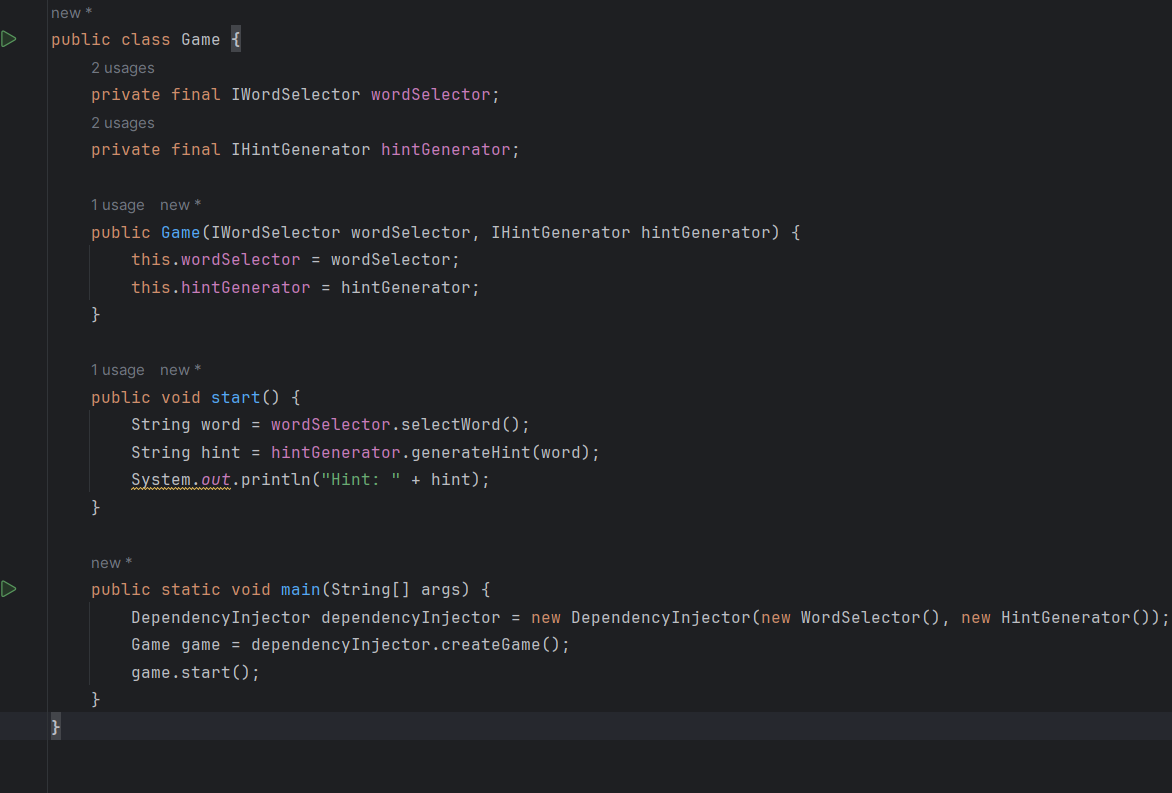 new *
public class Game {
2 usages
private final IWordSelector wordSelector;
2 usages
private final IHintGenerator hintGenerator;
1 usage new *
public Game(IWordSelector wordSelector, IHintGenerator hintGenerator) {
this.wordSelector = wordSelector;
this.hintGenerator = hintGenerator;
}
1 usage new *
public void start() {
String word = wordSelector.selectWord();
String hint = hintGenerator.generateHint(word);
System.out.println("Hint: " + hint);
}
new *
public static void main(String[] args) {
DependencyInjector dependencyInjector = new DependencyInjector(new WordSelector(), new HintGenerator());
Game game = dependencyInjector.createGame();
game.start();
}
}